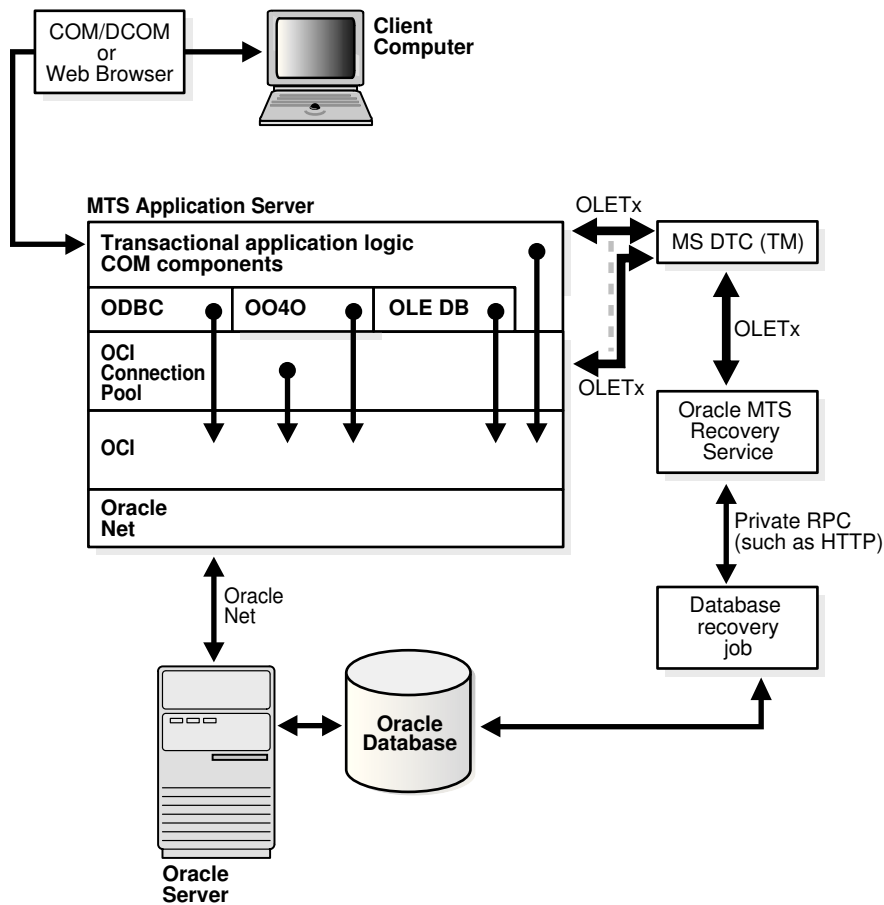 COM/DCOM
or
Web Browser
Client
Computer
MTS Application Server
Transactional application logic
COM components
ODBC
OO4O
OLE DB
OCI
Connection
Pool
OCI
Oracle
Net
OLETx
OLETx
MS DTC (TM)
OLETx
Oracle MTS
Recovery
Service
Private RPC
(such as HTTP)
Database
recovery
job
Oracle
Net
Oracle
Database
Oracle
Server